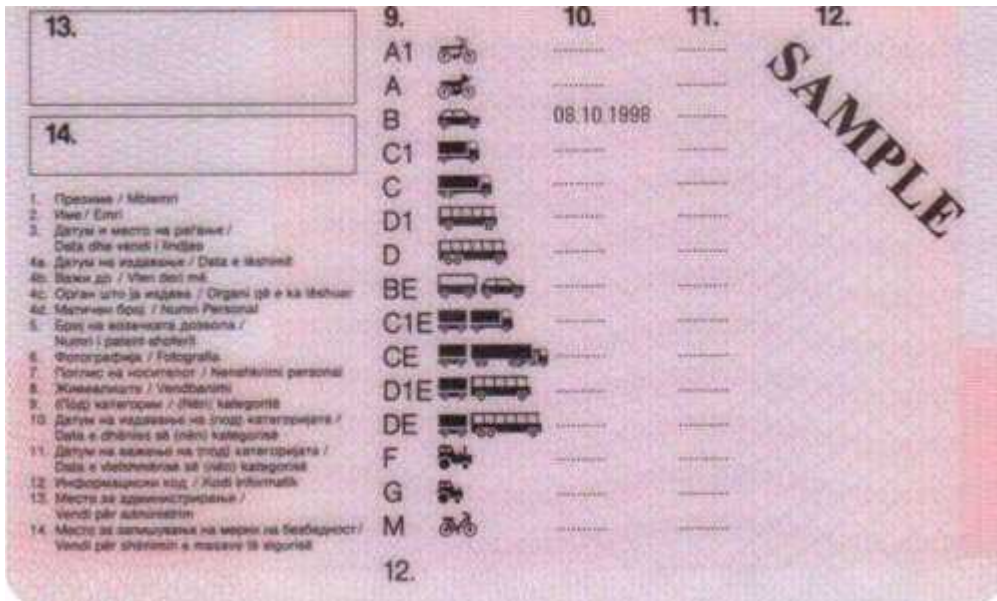 13.
14.
1. Презиме / Mbiemri
2. Име / Emri
3. Датум и место на раѓање /
Data dhe vendi i lindjes
4a. Датум на издавање / Data e lëshimit
4b. Важи до / Vlen deri më
4c. Орган што ја издава / Organi që e ka lëshuar
4d. Матичен број / Numri Personal
5. Број на возачката дозвола /
Numri i patent shoferit
6. Фотографија / Fotografia
7. Потпис на носителот / Nenshkrimi personal
8. Живеалиште / Vendbanimi
9. (Под) категории / (Nën) kategoritë
10. Датум на издавање на (под) категоријата /
Data e dhënies së (nën) kategorisë
11. Датум на важење на (под) категоријата /
Data e vlefshmërisë së (nën) kategorisë
12. Информациски код / Kodi informatik
13. Место за администрирање /
Vendi për administrim
14. Место за запишување на мерки на безбедност /
Vendi për shënimin e masave të sigurisë
9. 10. 11. 12.
A1
A
B 08.10.1998
C1
C
D1
D
BE
C1E
CE
D1E
DE
F
G
M
12.
SAMPLE